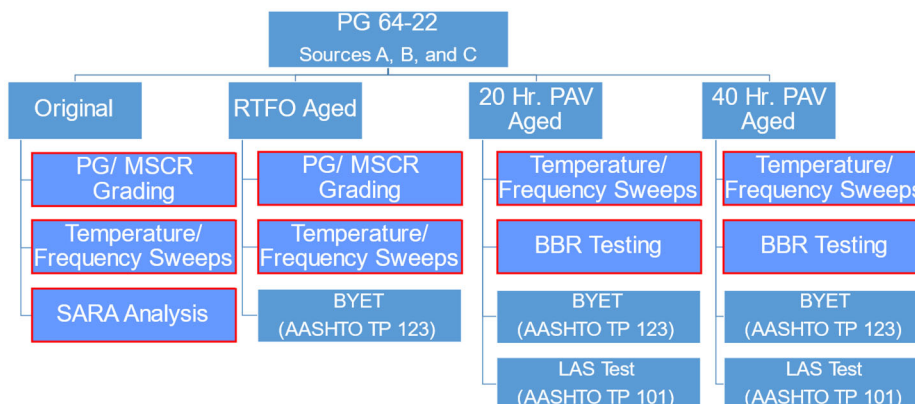 PG 64-22
Sources A, B, and C
Original
PG/ MSCR
Grading
Temperature/
Frequency Sweeps
SARA Analysis
RTFO Aged
PG/ MSCR
Grading
Temperature/
Frequency Sweeps
BYET
(AASHTO TP 123)
20 Hr. PAV
Aged
Temperature/
Frequency Sweeps
BBR Testing
BYET
(AASHTO TP 123)
LAS Test
(AASHTO TP 101)
40 Hr. PAV
Aged
Temperature/
Frequency Sweeps
BBR Testing
BYET
(AASHTO TP 123)
LAS Test
(AASHTO TP 101)